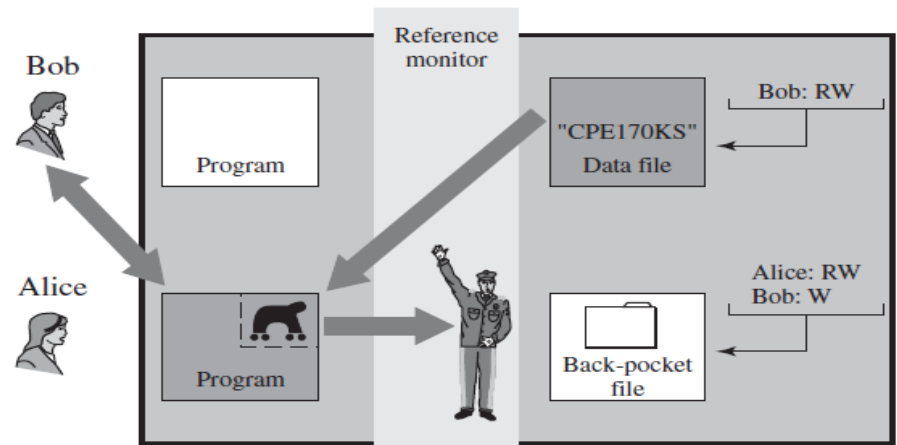 Reference
monitor
Bob
Program
"CPE170KS"
Data file
Bob: RW
Alice
Program
Back-pocket
file
Alice: RW
Bob: W